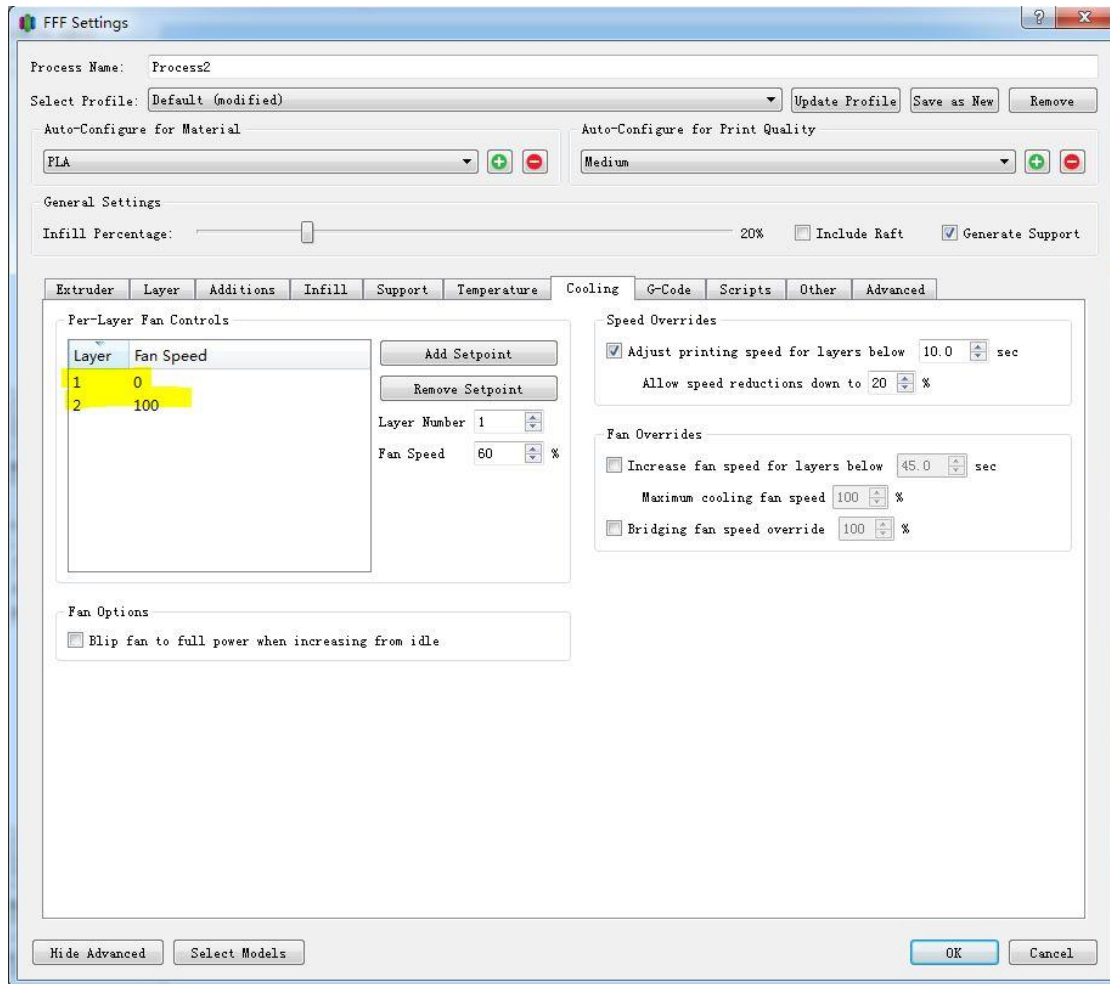 FFF Settings
Process Name: Process2
Select Profile: Default (modified) Update Profile Save as New Remove
Auto-Configure for Material
PLA
Auto-Configure for Print Quality
Medium
General Settings
Infill Percentage: 20% Include Raft Generate Support
Extruder Layer Additions Infill Support Temperature Cooling G-Code Scripts Other Advanced
Per-Layer Fan Controls
Layer Fan Speed
1 0
2 100
Add Setpoint
Remove Setpoint
Layer Number 1
Fan Speed 60 %
Fan Options
Blip fan to full power when increasing from idle
Speed Overrides
Adjust printing speed for layers below 10.0 sec
Allow speed reductions down to 20 %
Fan Overrides
Increase fan speed for layers below 45.0 sec
Maximum cooling fan speed 100 %
Bridging fan speed override 100 %
Hide Advanced Select Models OK Cancel